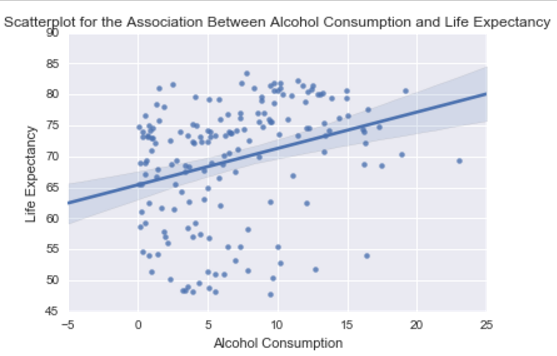 Scatterplot for the Association Between Alcohol Consumption and Life Expectancy
90
85
80
75
70
65
60
55
50
45
Life Expectancy
−5 0 5 10 15 20 25
Alcohol Consumption